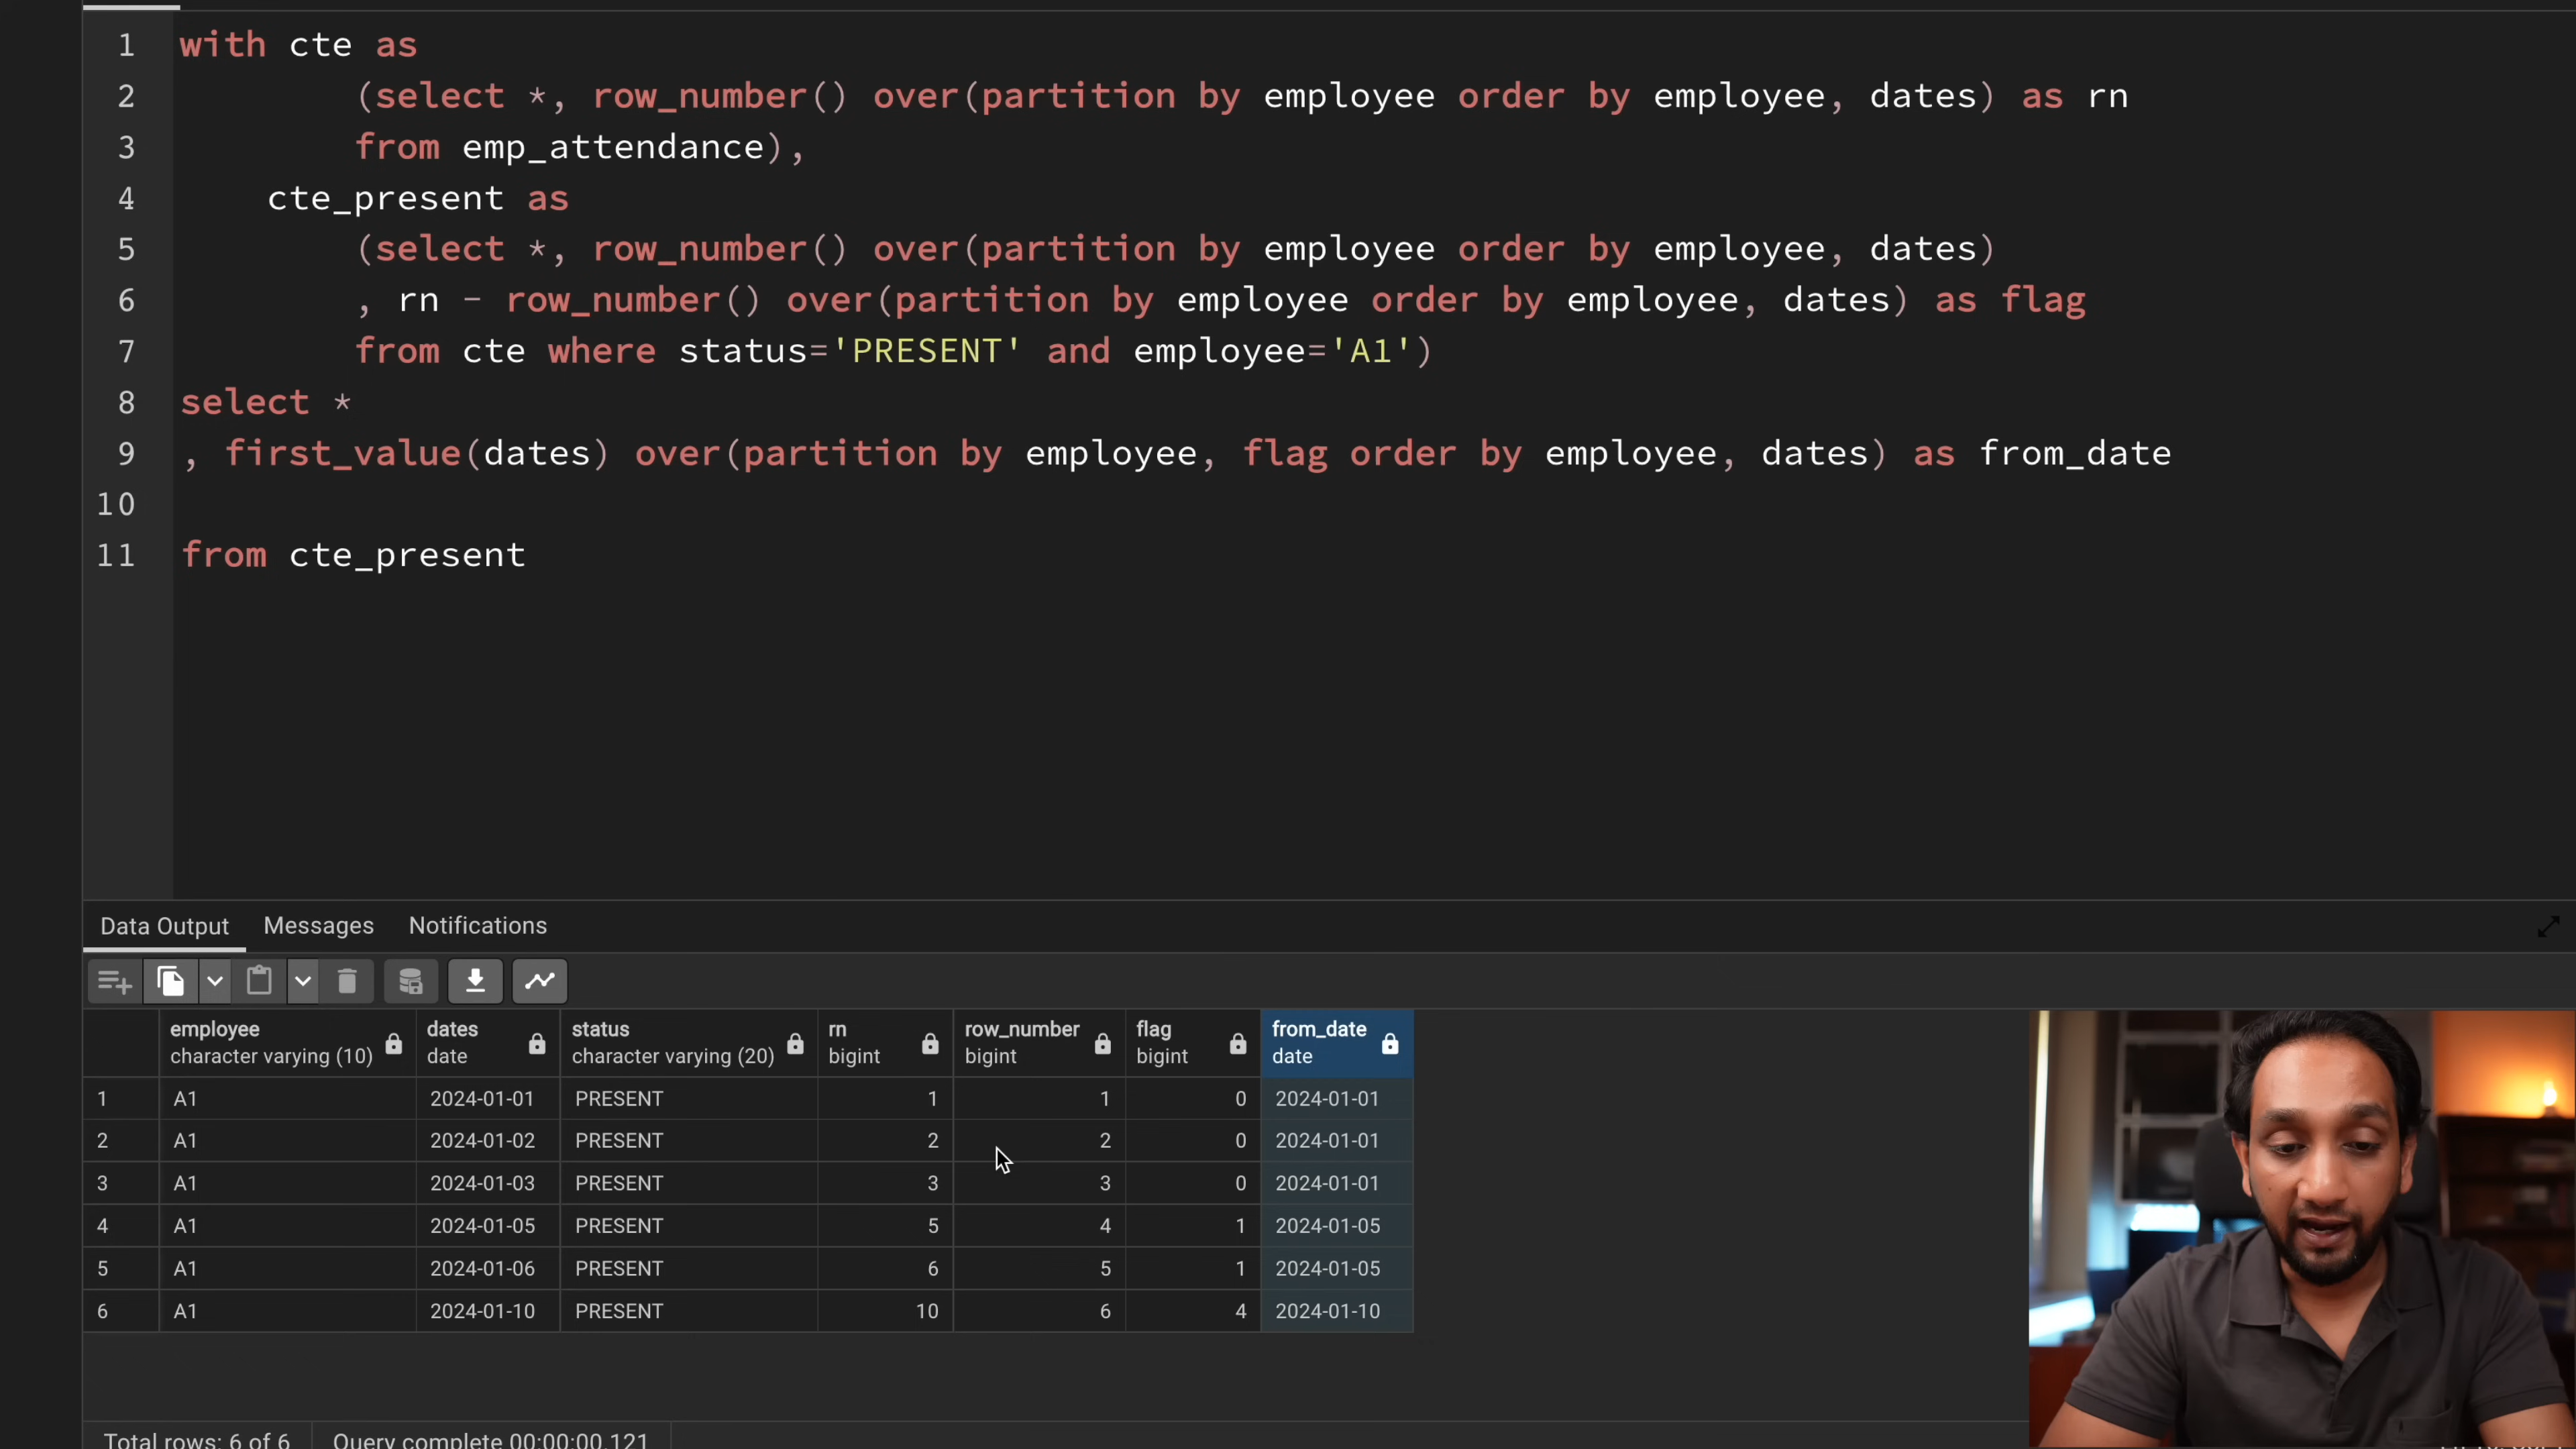 1 with cte as
2 (select *, row_number() over(partition by employee order by employee, dates) as rn
3 from emp_attendance),
4 cte_present as
5 (select *, row_number() over(partition by employee order by employee, dates)
6 , rn - row_number() over(partition by employee order by employee, dates) as flag
7 from cte where status='PRESENT' and employee='A1')
8 select *
9 , first_value(dates) over(partition by employee, flag order by employee, dates) as from_date
10
11 from cte_present
Data Output Messages Notifications
employee dates status rn row_number flag from_date
character varying (10) date character varying (20) bigint bigint bigint date
1 A1 2024-01-01 PRESENT 1 1 0 2024-01-01
2 A1 2024-01-02 PRESENT 2 2 0 2024-01-01
3 A1 2024-01-03 PRESENT 3 3 0 2024-01-01
4 A1 2024-01-05 PRESENT 5 4 1 2024-01-05
5 A1 2024-01-06 PRESENT 6 5 1 2024-01-05
6 A1 2024-01-10 PRESENT 10 6 4 2024-01-10
Total rows: 6 of 6 Query complete 00:00:00.121